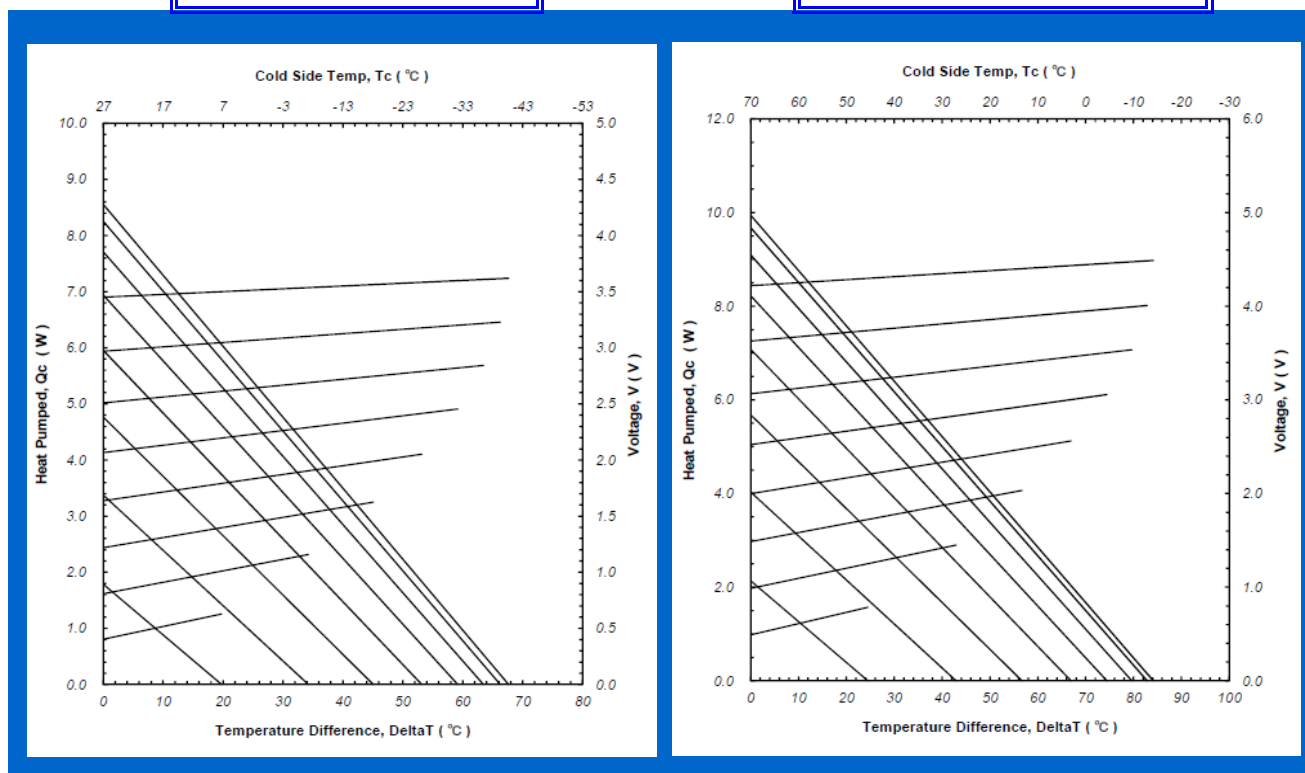 Cold Side Temp, Tc ( ℃ )
27 17 7 -3 -13 -23 -33 -43 -53
10.0 5.0
9.0 4.5
8.0 4.0
7.0 3.5
6.0 3.0
5.0 2.5
4.0 2.0
3.0 1.5
2.0 1.0
1.0 0.5
0.0 0.0
0 10 20 30 40 50 60 70 80
Heat Pumped, Qc ( W )
Voltage, V ( V )
Temperature Difference, DeltaT ( ℃ )
Cold Side Temp, Tc ( ℃ )
70 60 50 40 30 20 10 0 -10 -20 -30
12.0 6.0
10.0 5.0
8.0 4.0
6.0 3.0
4.0 2.0
2.0 1.0
0.0 0.0
0 10 20 30 40 50 60 70 80 90 100
Heat Pumped, Qc ( W )
Voltage, V ( V )
Temperature Difference, DeltaT ( ℃ )